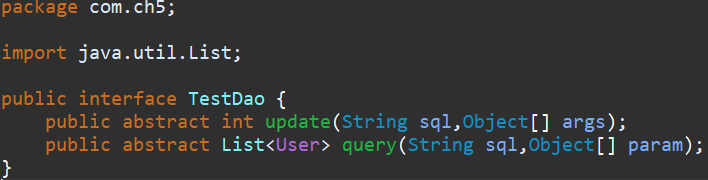 package com.ch5;
import java.util.List;
public interface TestDao {
public abstract int update(String sql,Object[] args);
public abstract List<User> query(String sql,Object[] param);
}